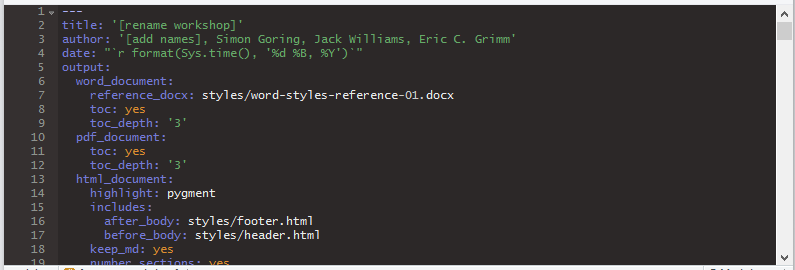 1 ---
2 title: '[rename workshop]'
3 author: '[add names], Simon Goring, Jack Williams, Eric C. Grimm'
4 date: "`r format(Sys.time(), '%d %B, %Y')`"
5 output:
6   word_document:
7     reference_docx: styles/word-styles-reference-01.docx
8     toc: yes
9     toc_depth: '3'
10   pdf_document:
11     toc: yes
12     toc_depth: '3'
13   html_document:
14     highlight: pygment
15     includes:
16       after_body: styles/footer.html
17       before_body: styles/header.html
18     keep_md: yes
19     number_sections: yes